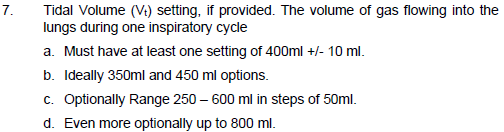 7. Tidal Volume (Vt) setting, if provided. The volume of gas flowing into the
lungs during one inspiratory cycle
a. Must have at least one setting of 400ml +/- 10 ml.
b. Ideally 350ml and 450 ml options.
c. Optionally Range 250 – 600 ml in steps of 50ml.
d. Even more optionally up to 800 ml.